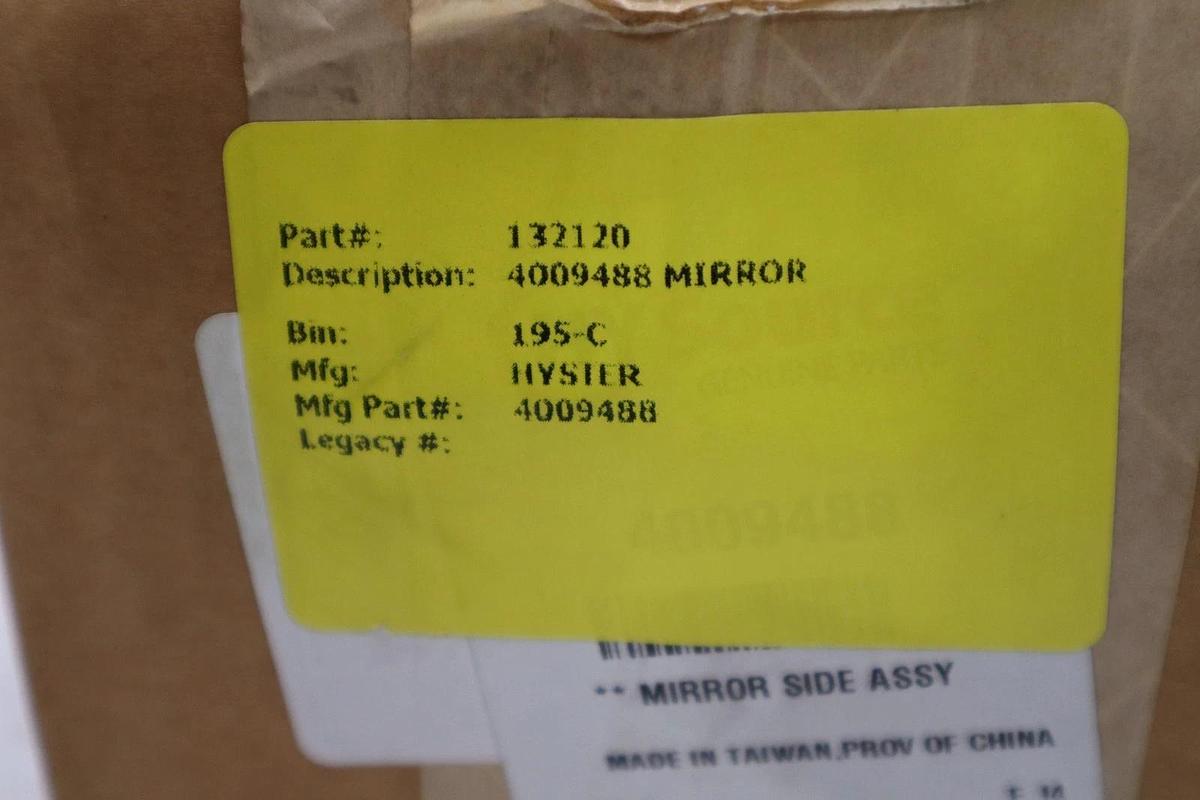 Part#: 132120
Description: 4009488 MIRROR
Bin: 195-C
Mfg: HYSTER
Mfg Part#: 4009488
Legacy #:
4009488
** MIRROR SIDE ASSY
MADE IN TAIWAN,PROV OF CHINA